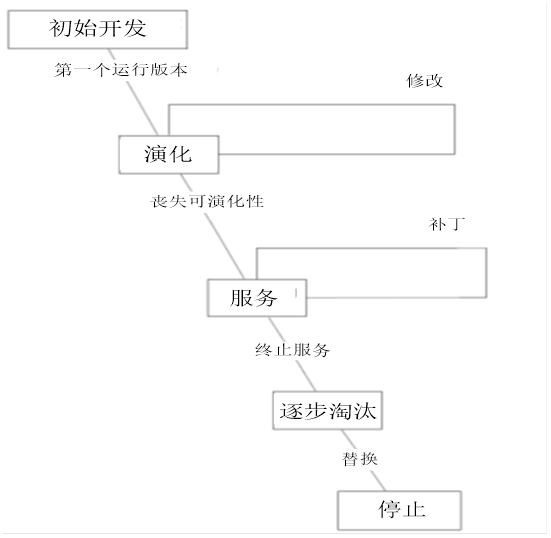 初始开发
第一个运行版本
修改
演化
丧失可演化性
补丁
服务
终止服务
逐步淘汰
替换
停止